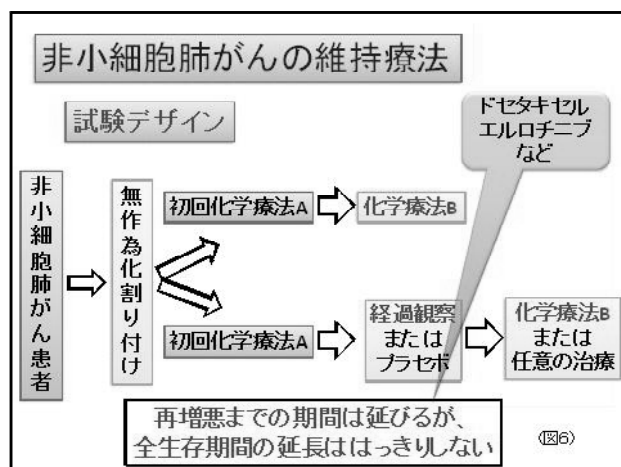 非小細胞肺がんの維持療法
試験デザイン
ドセタキセル
エルロチニブ
など
非小細胞肺がん患者
無作為化割り付け
初回化学療法A
化学療法B
初回化学療法A
経過観察
または
プラセボ
化学療法B
または
任意の治療
再増悪までの期間は延びるが、
全生存期間の延長ははっきりしない
(図6)